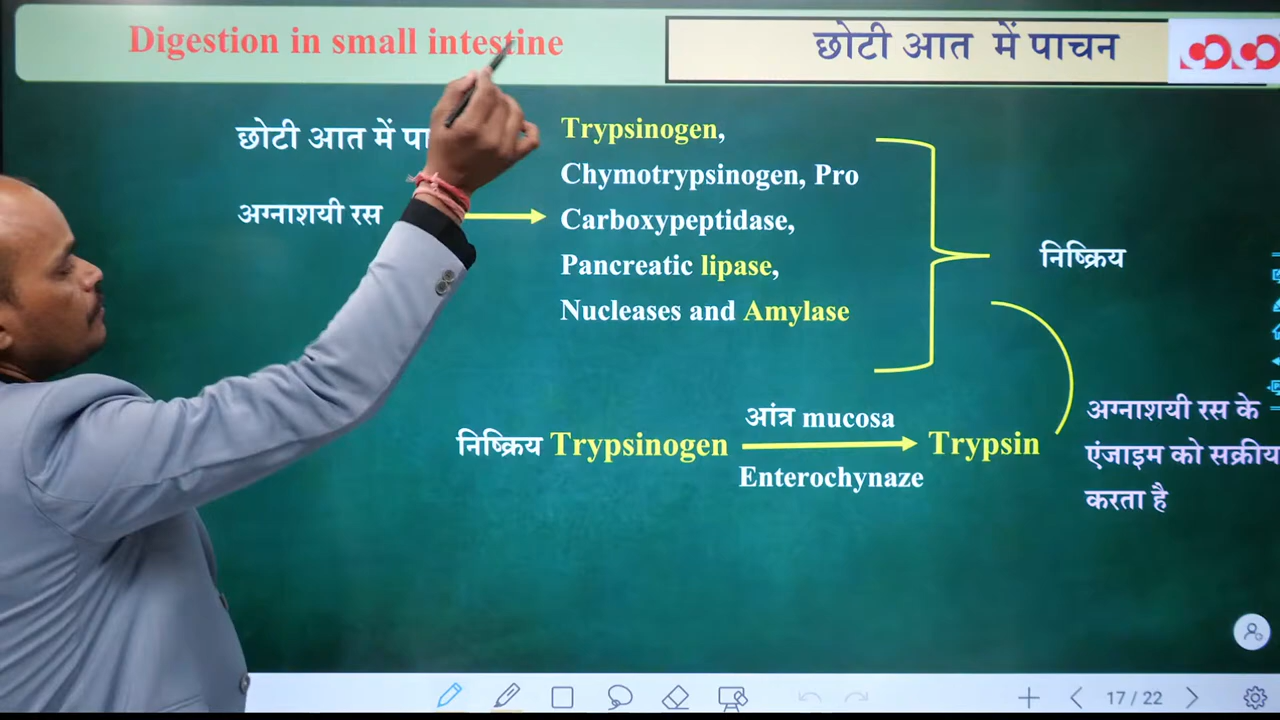 Digestion in small intestine
छोटी आत में पाचन
छोटी आत में
अग्नाशयी रस
Trypsinogen,
Chymotrypsinogen, Pro
Carboxypeptidase,
Pancreatic lipase,
Nucleases and Amylase
निष्क्रिय
निष्क्रिय Trypsinogen
आंत्र mucosa
Enterochynaze
Trypsin
अग्नाशयी रस के
एंजाइम को सक्रीय
करता है
17 / 22